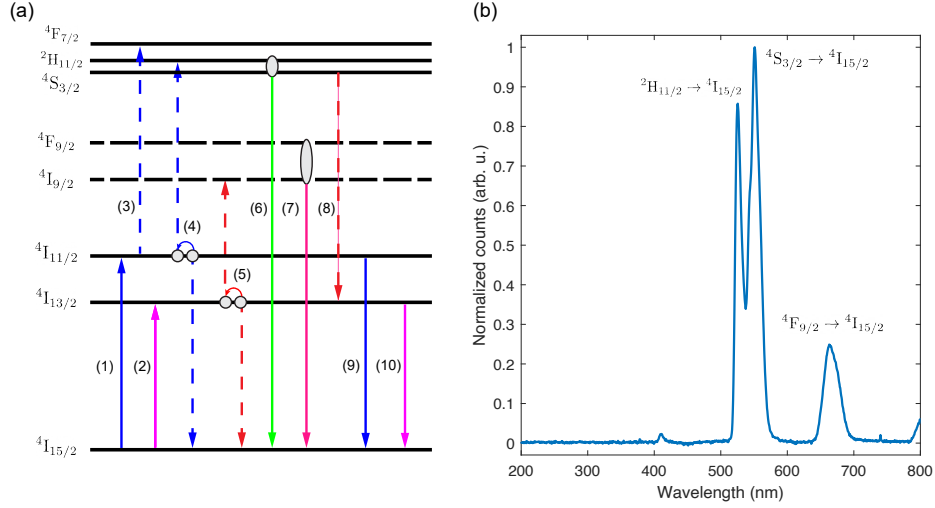 (a)
⁴F₇/₂
²H₁₁/₂
⁴S₃/₂
⁴F₉/₂
⁴I₉/₂
(3)
(4)
(6)
(7)
(8)
⁴I₁₁/₂
(5)
⁴I₁₃/₂
(1)
(2)
(9)
(10)
⁴I₁₅/₂
(b)
⁴S₃/₂ → ⁴I₁₅/₂
²H₁₁/₂ → ⁴I₁₅/₂
⁴F₉/₂ → ⁴I₁₅/₂
Normalized counts (arb. u.)
1
0.9
0.8
0.7
0.6
0.5
0.4
0.3
0.2
0.1
0
200 300 400 500 600 700 800
Wavelength (nm)